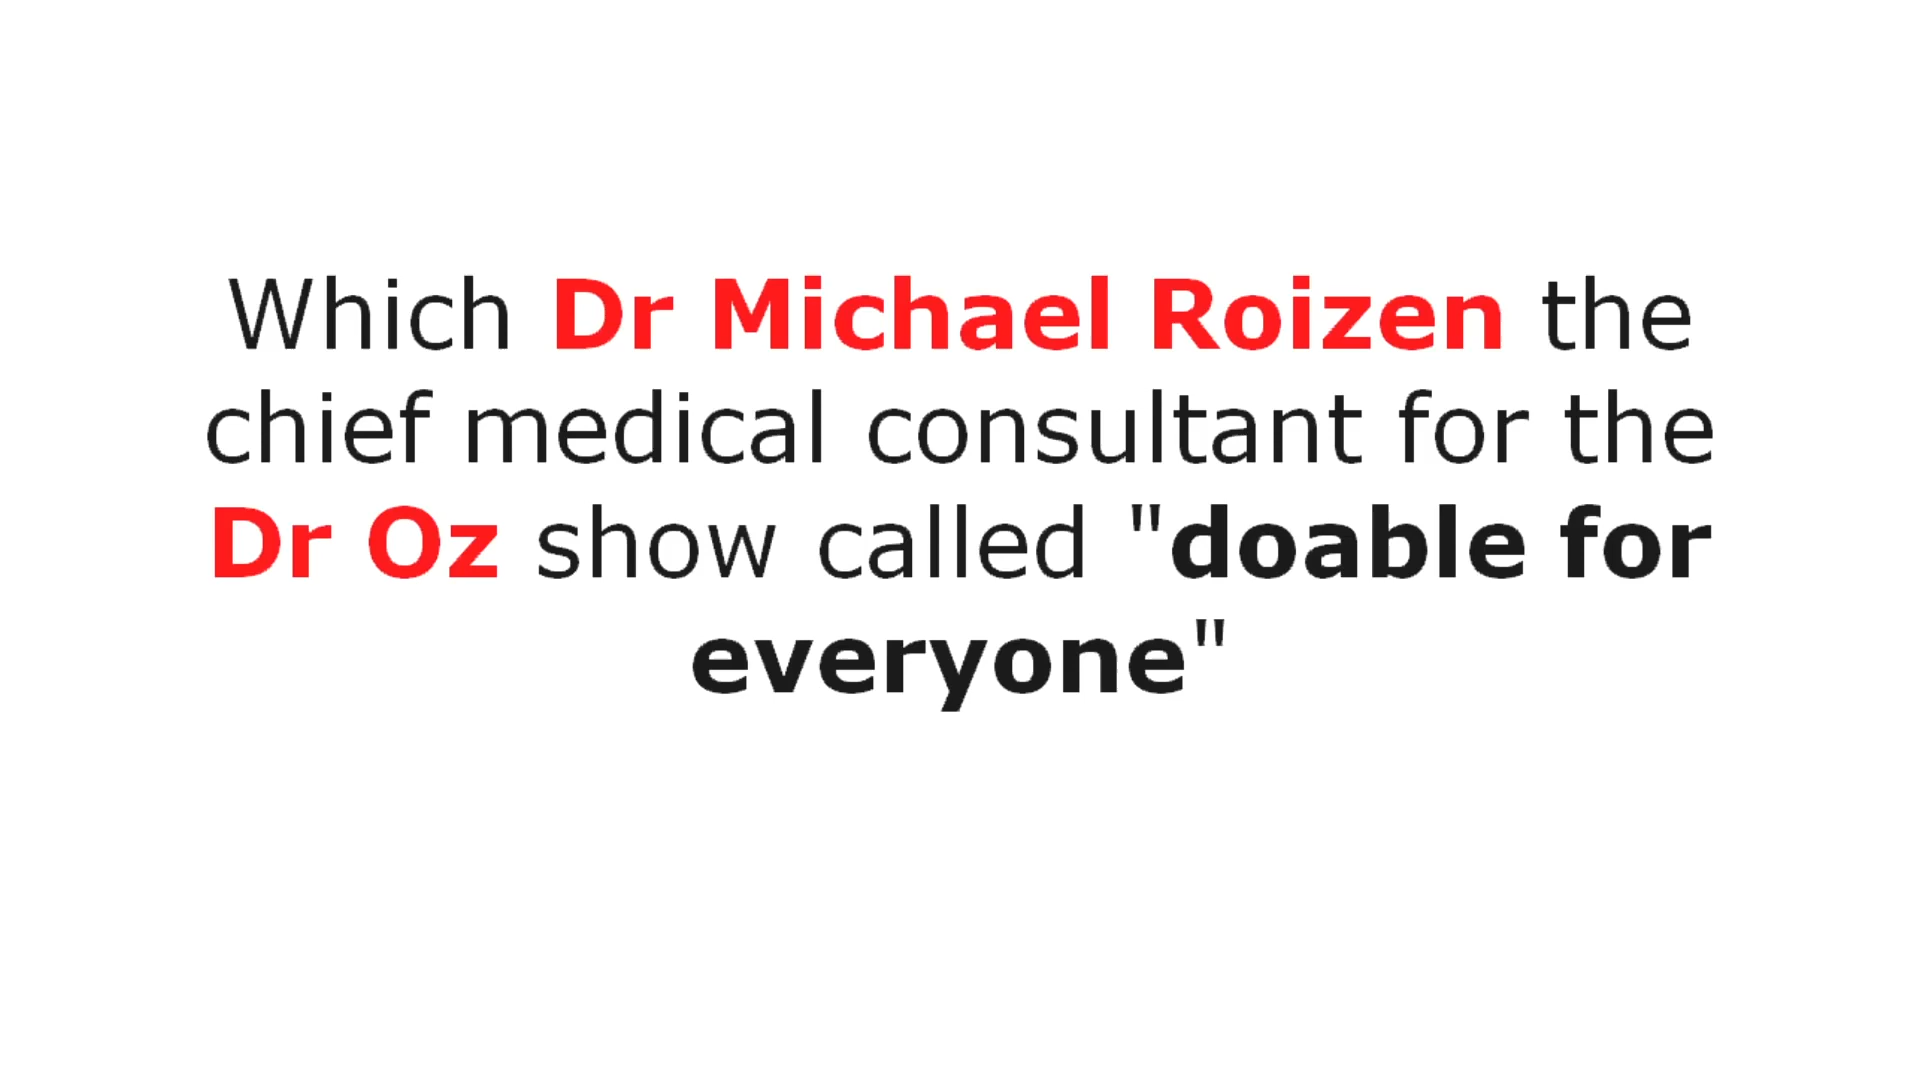 Which Dr Michael Roizen the
chief medical consultant for the
Dr Oz show called "doable for
everyone"